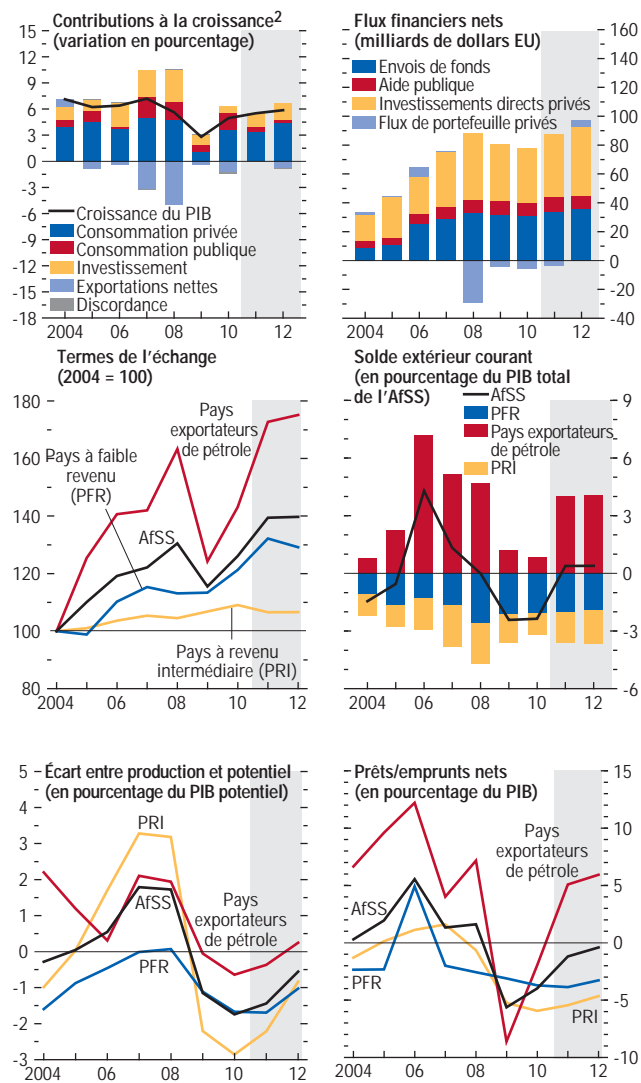 Contributions à la croissance2
(variation en pourcentage)
15
12
9
6
3
0
-3
-6
-9
-12
-15
-18
Croissance du PIB
Consommation privée
Consommation publique
Investissement
Exportations nettes
Discordance
2004 06 08 10 12
Flux financiers nets
(milliards de dollars EU)
Envois de fonds
Aide publique
Investissements directs privés
Flux de portefeuille privés
160
140
120
100
80
60
40
20
0
-20
-40
2004 06 08 10 12
Termes de l'échange
(2004 = 100)
180
160
140
120
100
80
Pays
exportateurs
de pétrole
Pays à faible
revenu
(PFR)
AfSS
Pays à revenu
intermédiaire (PRI)
2004 06 08 10 12
Solde extérieur courant
(en pourcentage du PIB total
de l'AfSS)
AfSS
PFR
Pays exportateurs
de pétrole
PRI
9
6
3
0
-3
-6
2004 06 08 10 12
Écart entre production et potentiel
(en pourcentage du PIB potentiel)
5
4
3
2
1
0
-1
-2
-3
PRI
AfSS
Pays
exportateurs
de pétrole
PFR
2004 06 08 10 12
Prêts/emprunts nets
(en pourcentage du PIB)
15
10
5
0
-5
-10
Pays
exportateurs
de pétrole
AfSS
PFR
PRI
2004 06 08 10 12